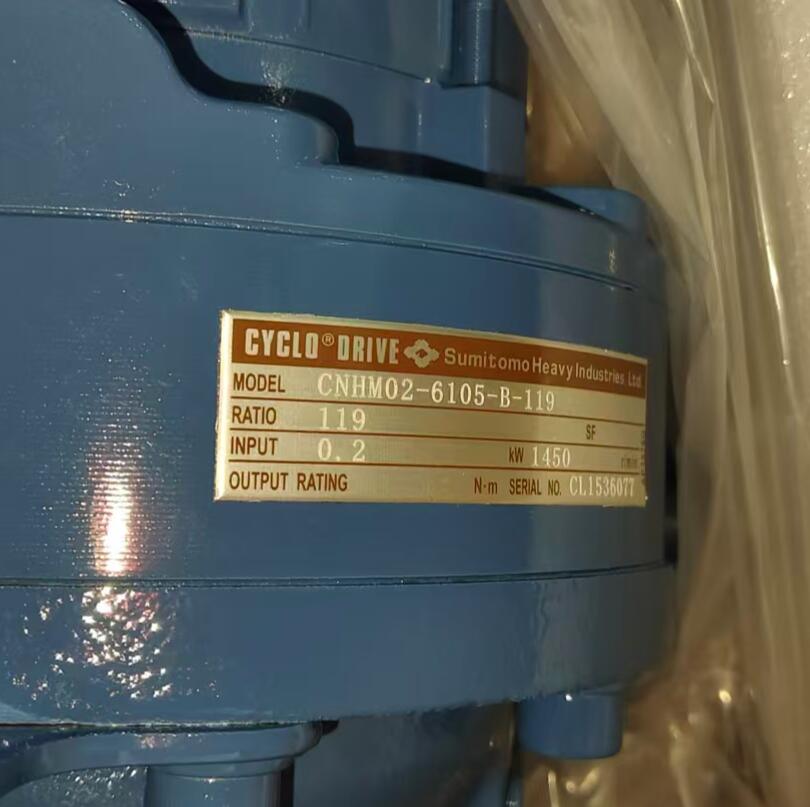 CYCLO® DRIVE Sumitomo Heavy Industries, Ltd.
MODEL CNHM02-6105-B-119
RATIO 119 SF
INPUT 0.2 kW 1450 r/min
OUTPUT RATING N·m SERIAL NO. CL1536077